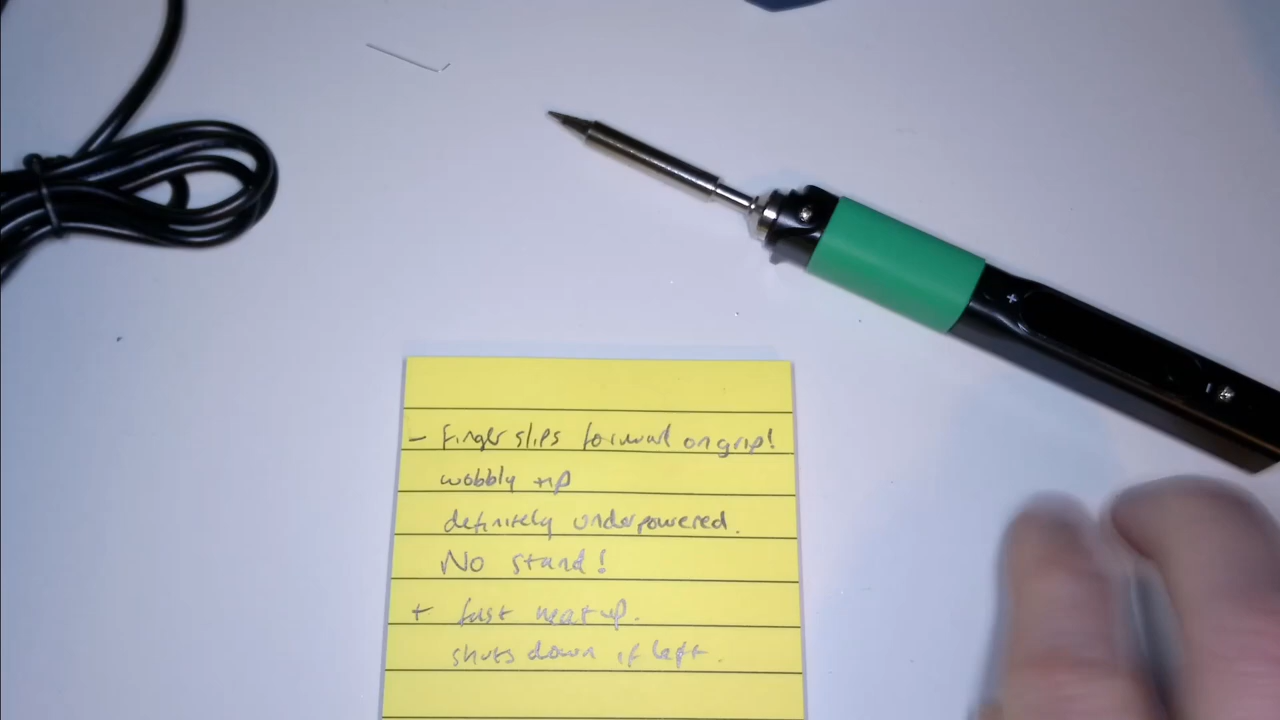 - Finger slips forward on grip!
wobbly tip
definitely underpowered.
No stand!
+ fast heat up.
shuts down if left.
+
-